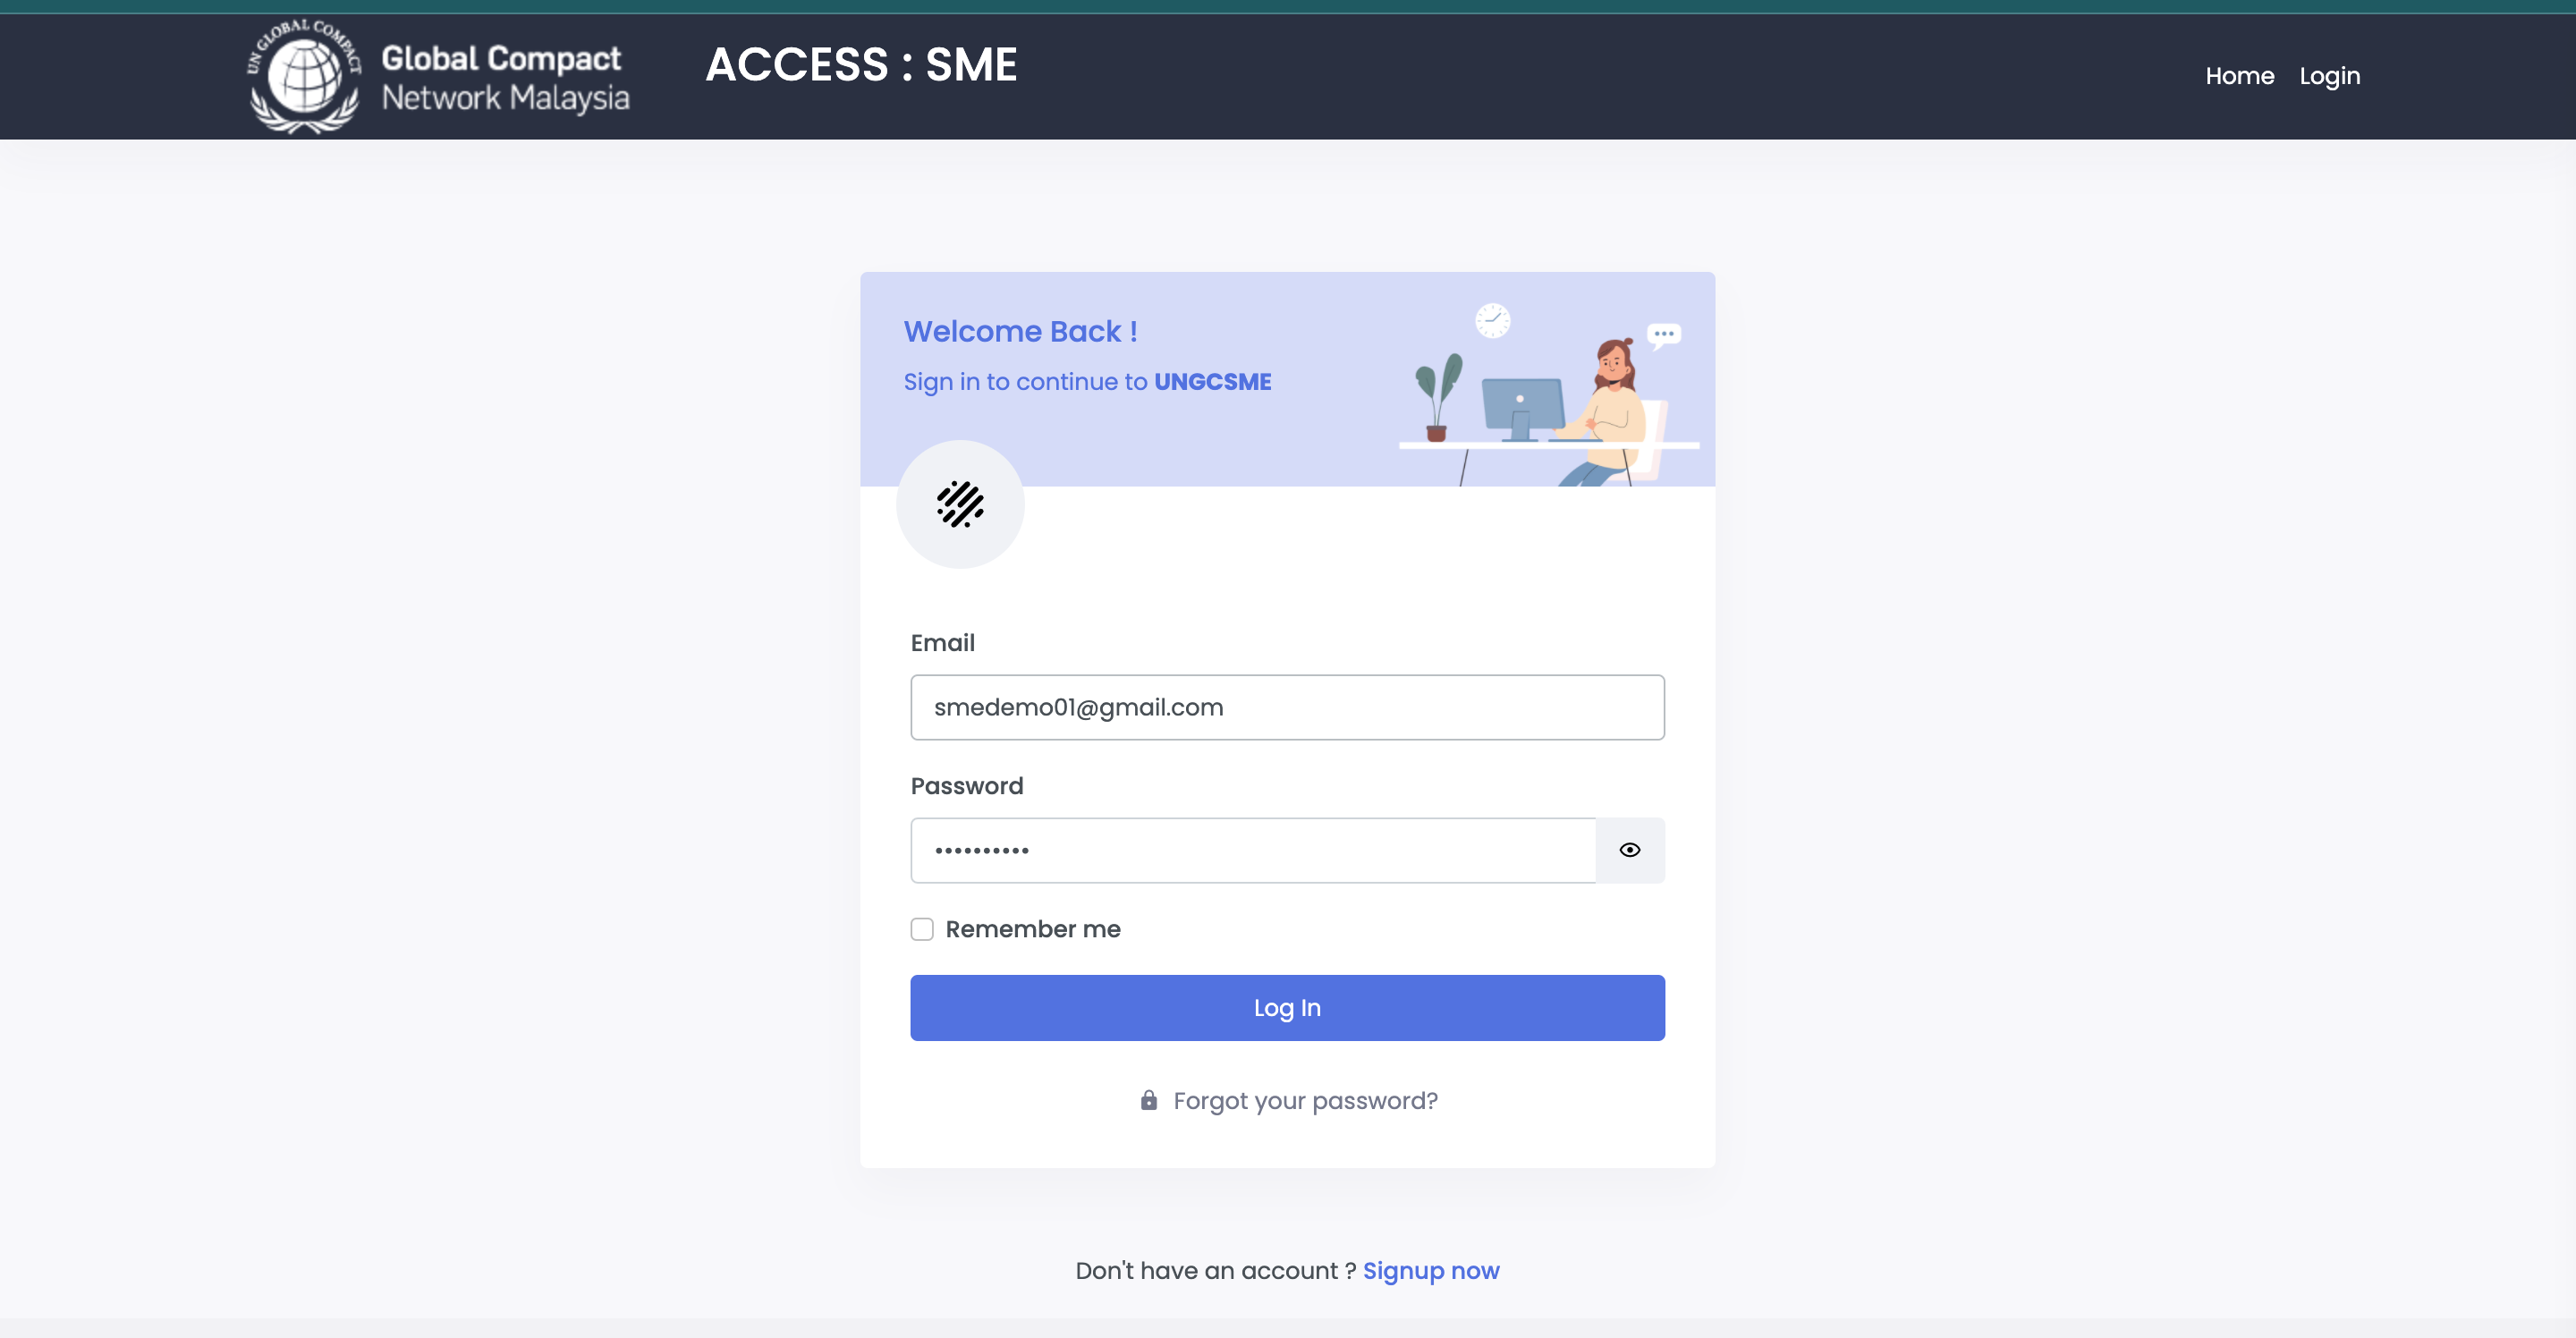 UN GLOBAL COMPACT
Global Compact
Network Malaysia
ACCESS : SME
Home
Login
Welcome Back !
Sign in to continue to UNGCSME
Email
smedemo01@gmail.com
Password
••••••••••
Remember me
Log In
Forgot your password?
Don't have an account ? Signup now